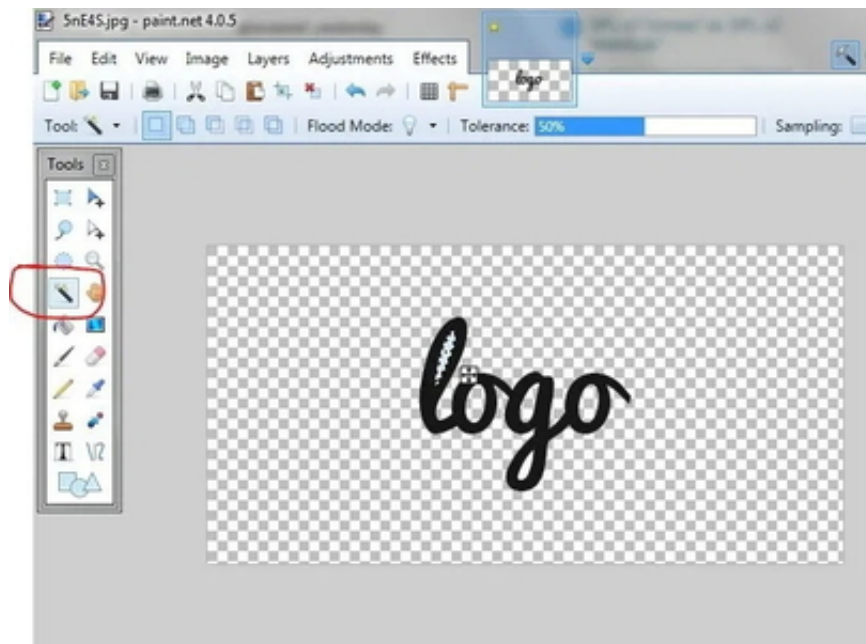 5nE4S.jpg - paint.net 4.0.5
File Edit View Image Layers Adjustments Effects
logo
Tool: Flood Mode: Tolerance: 50% Sampling:
Tools
logo